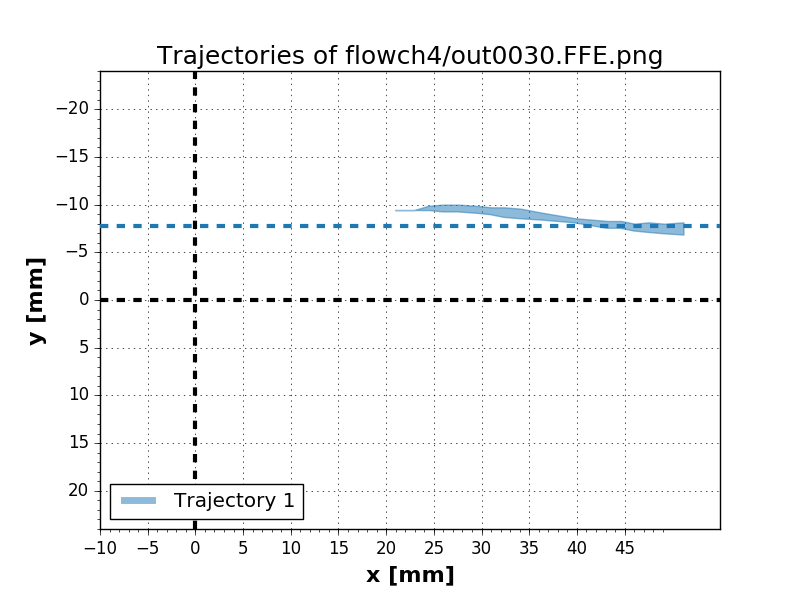 Trajectories of flowch4/out0030.FFE.png
−20
−15
−10
−5
0
5
10
15
20
y [mm]
Trajectory 1
−10 −5 0 5 10 15 20 25 30 35 40 45
x [mm]